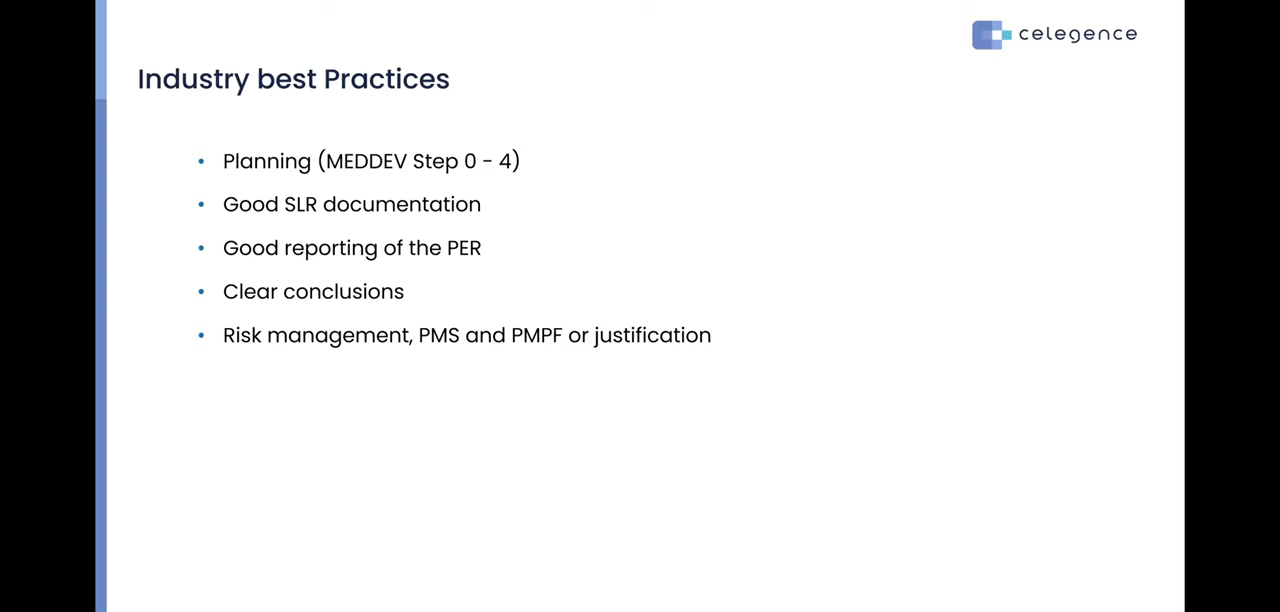 celegence
Industry best Practices
• Planning (MEDDEV Step 0 - 4)
• Good SLR documentation
• Good reporting of the PER
• Clear conclusions
• Risk management, PMS and PMPF or justification